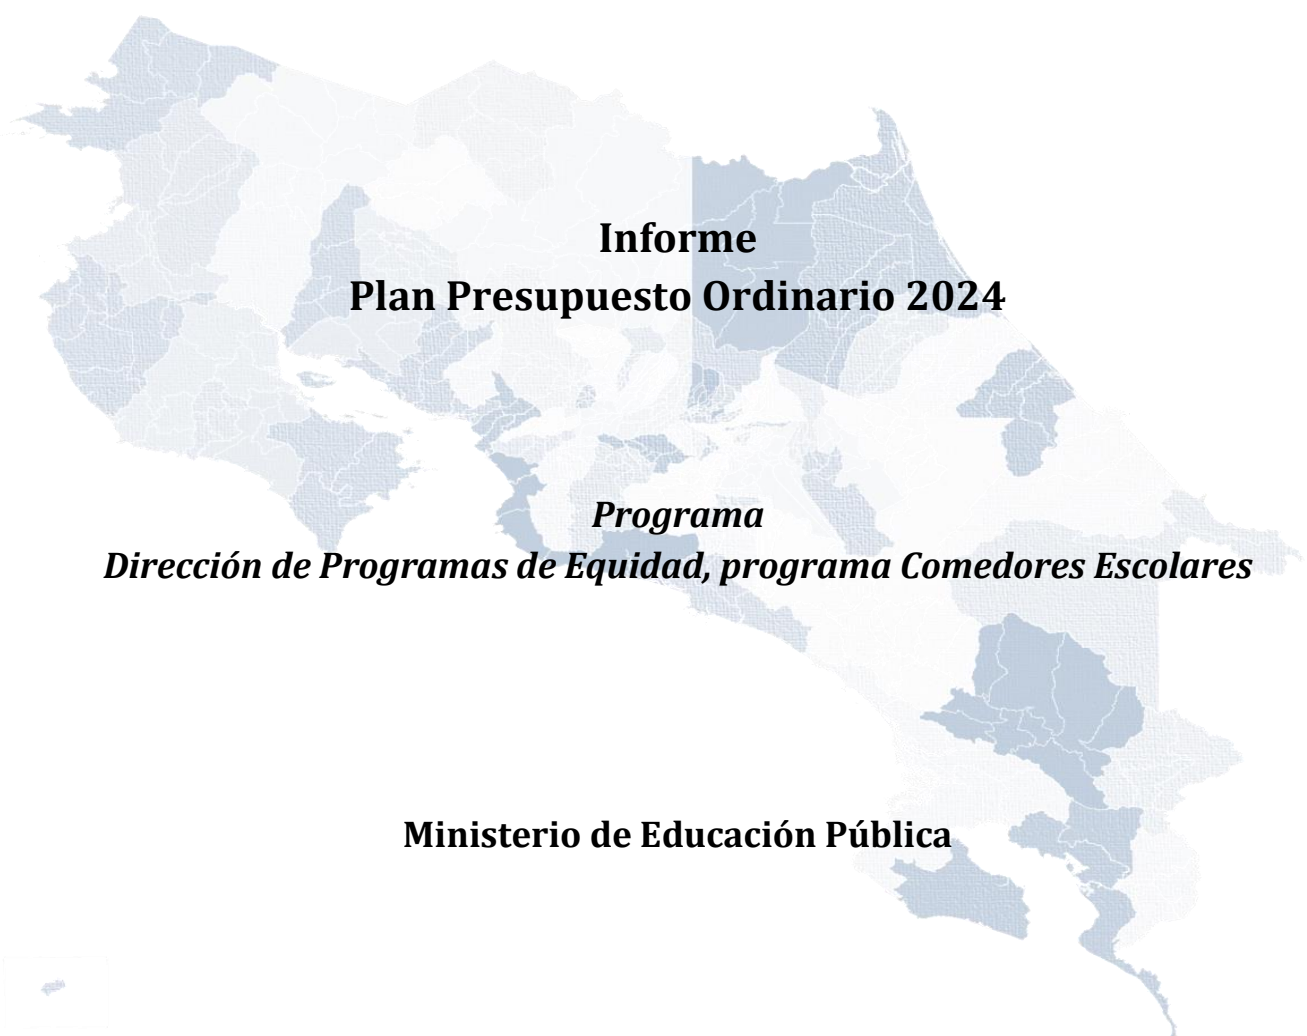 Informe
Plan Presupuesto Ordinario 2024
Programa
Dirección de Programas de Equidad, programa Comedores Escolares
Ministerio de Educación Pública